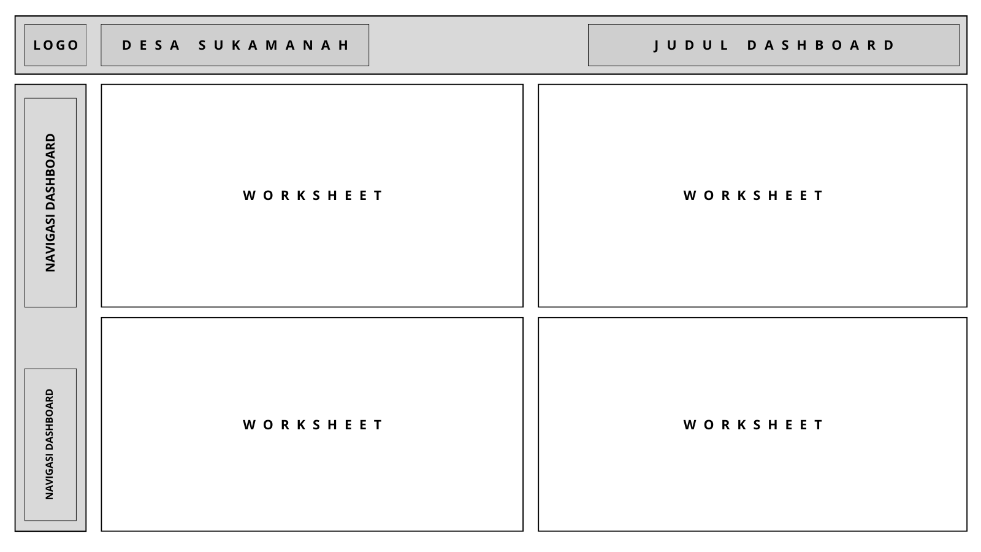 LOGO
DESA SUKAMANAH
JUDUL DASHBOARD
NAVIGASI DASHBOARD
WORKSHEET
WORKSHEET
NAVIGASI DASHBOARD
WORKSHEET
WORKSHEET